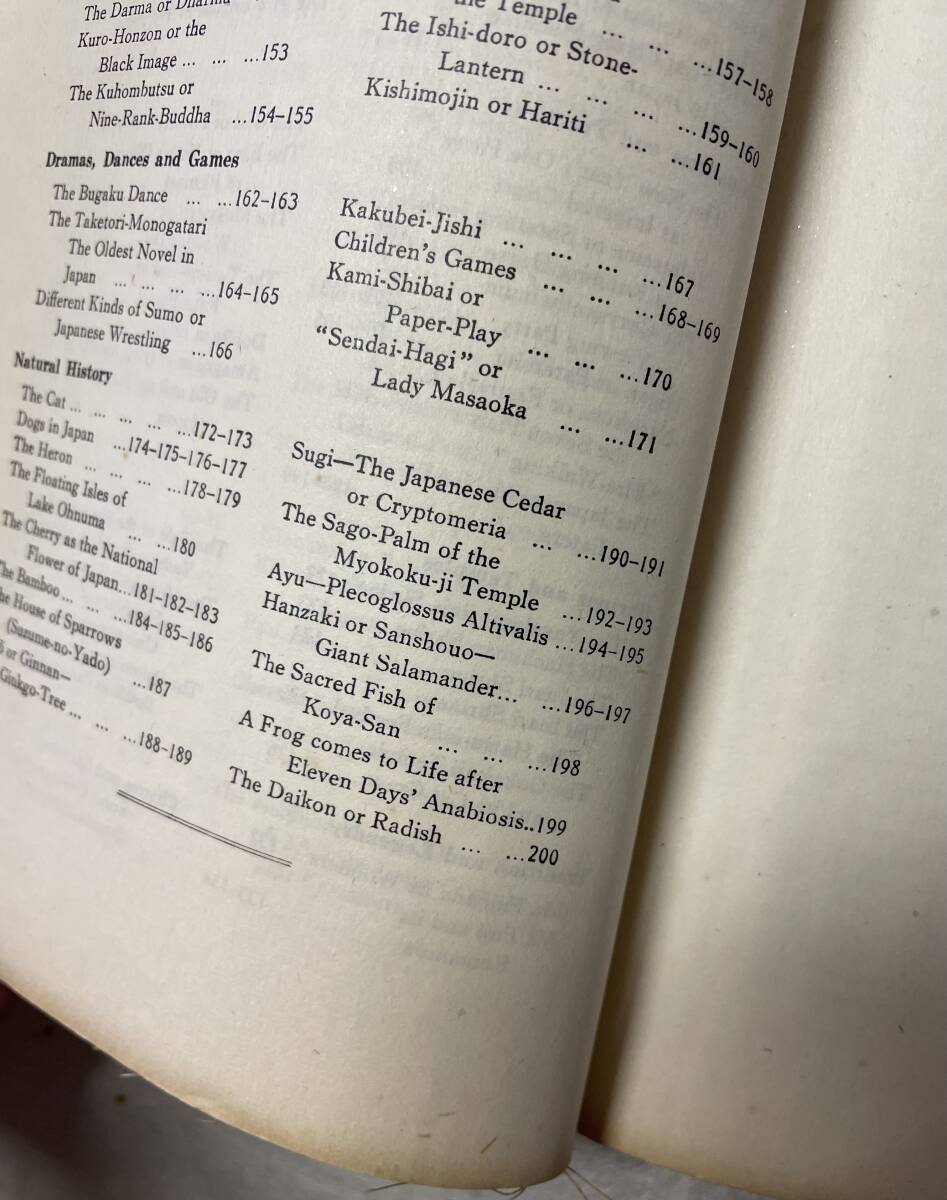 The Darma or
Kuro-Honzon or the
Black Image ... ... ...153
The Kuhombutsu or
Nine-Rank-Buddha ...154–155
Temple ... ... ...157–158
The Ishi-doro or Stone-
Lantern ... ... ... ...159–160
Kishimojin or Hariti ... ...161
Dramas, Dances and Games
The Bugaku Dance ... ...162–163
The Taketori-Monogatari
The Oldest Novel in
Japan ... ... ... ...164–165
Different Kinds of Sumo or
Japanese Wrestling ...166
Kakubei-Jishi ... ... ... ...167
Children's Games ... ... ...168–169
Kami-Shibai or
Paper-Play ... ... ...170
"Sendai-Hagi" or
Lady Masaoka ... ...171
Natural History
The Cat ... ... ... ... ...172–173
Dogs in Japan ...174–175–176–177
The Heron ... ... ... ...178–179
The Floating Isles of
Lake Ohnuma ... ...180
The Cherry as the National
Flower of Japan...181–182–183
The Bamboo ... ... ...184–185–186
The House of Sparrows
(Suzume-no-Yado) ...187
or Ginnan—
Ginkgo-Tree ... ... ...188–189
Sugi—The Japanese Cedar
or Cryptomeria ... ...190–191
The Sago-Palm of the
Myokoku-ji Temple ...192–193
Ayu—Plecoglossus Altivalis ...194–195
Hanzaki or Sanshouo—
Giant Salamander... ...196–197
The Sacred Fish of
Koya-San ... ... ...198
A Frog comes to Life after
Eleven Days' Anabiosis..199
The Daikon or Radish ... ...200